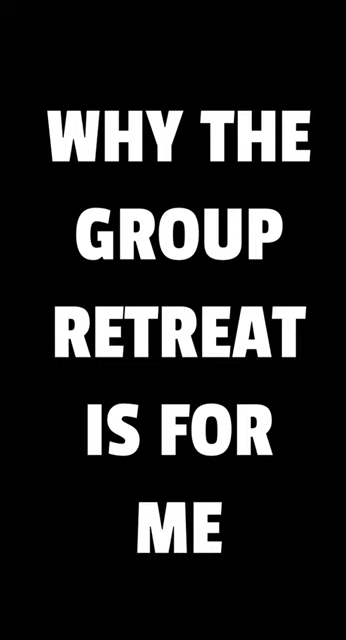 WHY THE
GROUP
RETREAT
IS FOR
ME